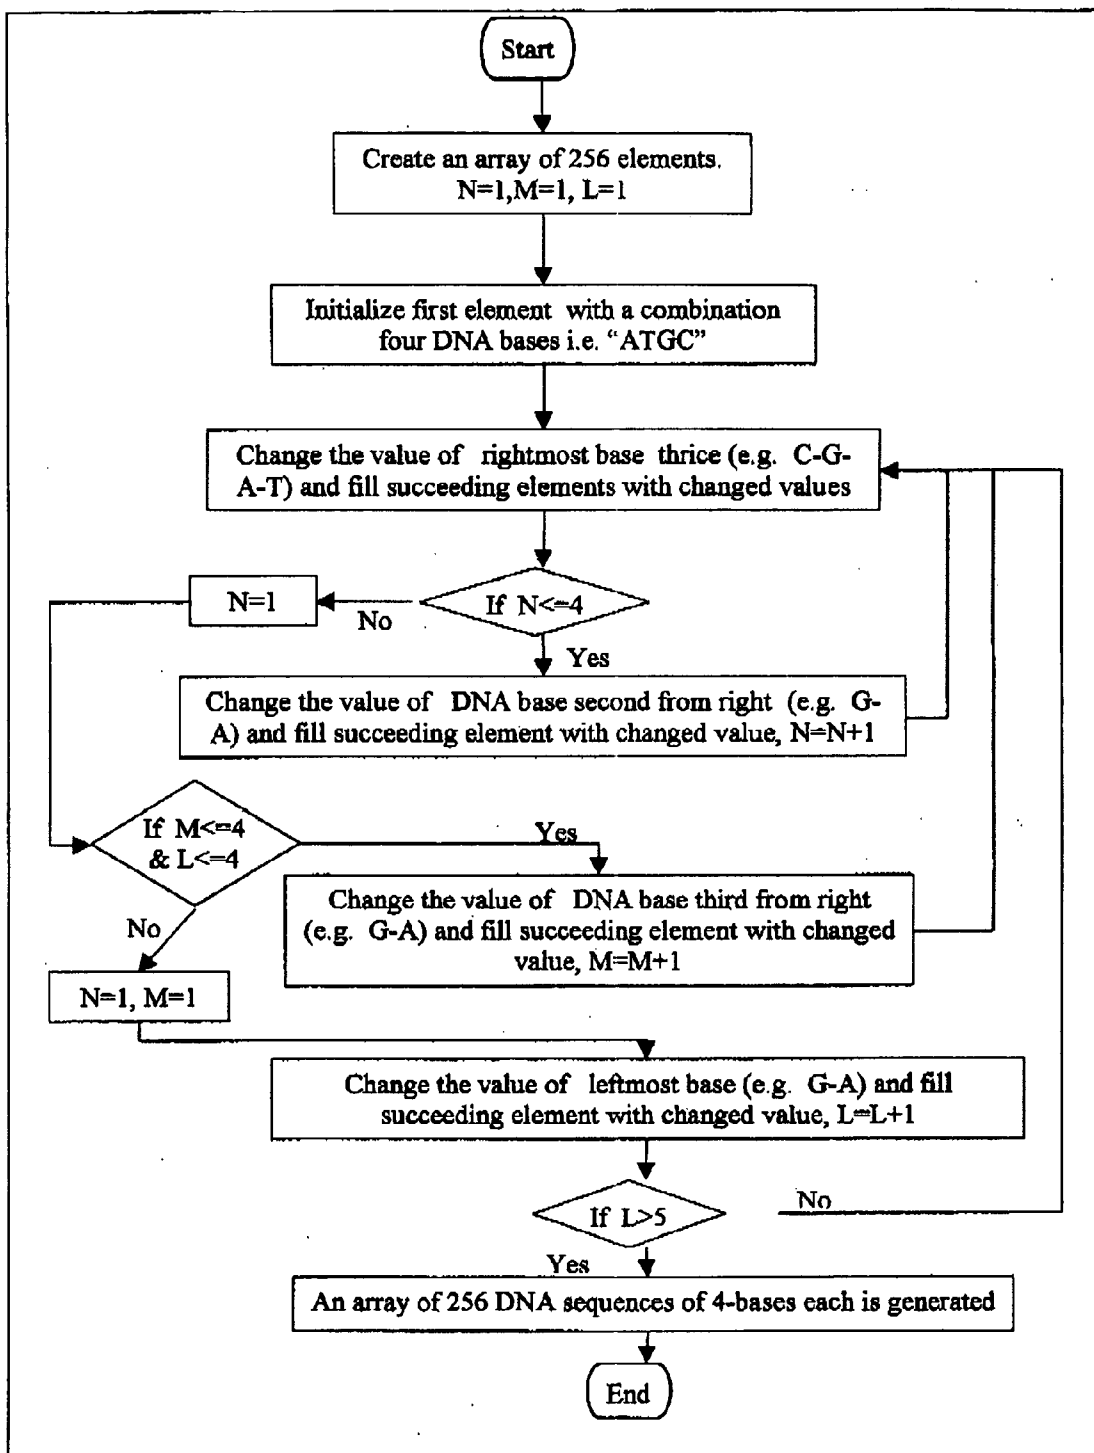 Start
Create an array of 256 elements.
N=1,M=1, L=1
Initialize first element with a combination
four DNA bases i.e. “ATGC”
Change the value of rightmost base thrice (e.g. C-G-
A-T) and fill succeeding elements with changed values
If N<=4
No
N=1
Yes
Change the value of DNA base second from right (e.g. G-
A) and fill succeeding element with changed value, N=N+1
If M<=4
& L<=4
Yes
Change the value of DNA base third from right
(e.g. G-A) and fill succeeding element with changed
value, M=M+1
No
N=1, M=1
Change the value of leftmost base (e.g. G-A) and fill
succeeding element with changed value, L=L+1
If L>5
No
Yes
An array of 256 DNA sequences of 4-bases each is generated
End